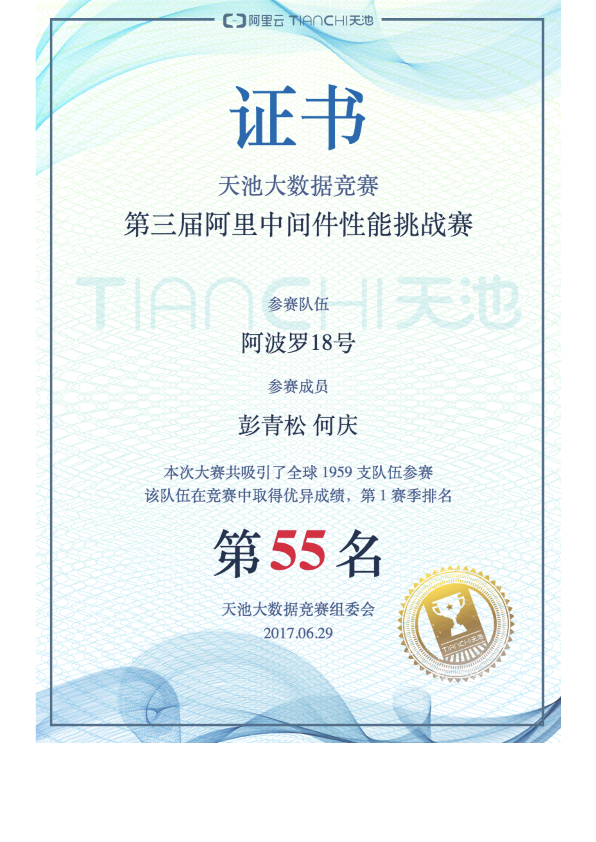 阿里云 TIANCHI天池
证书
天池大数据竞赛
第三届阿里中间件性能挑战赛
TIANCHI天池
参赛队伍
阿波罗18号
参赛成员
彭青松 何庆
本次大赛共吸引了全球 1959 支队伍参赛
该队伍在竞赛中取得优异成绩，第 1 赛季排名
第 55 名
天池大数据竞赛组委会
2017.06.29
TIANCHI天池